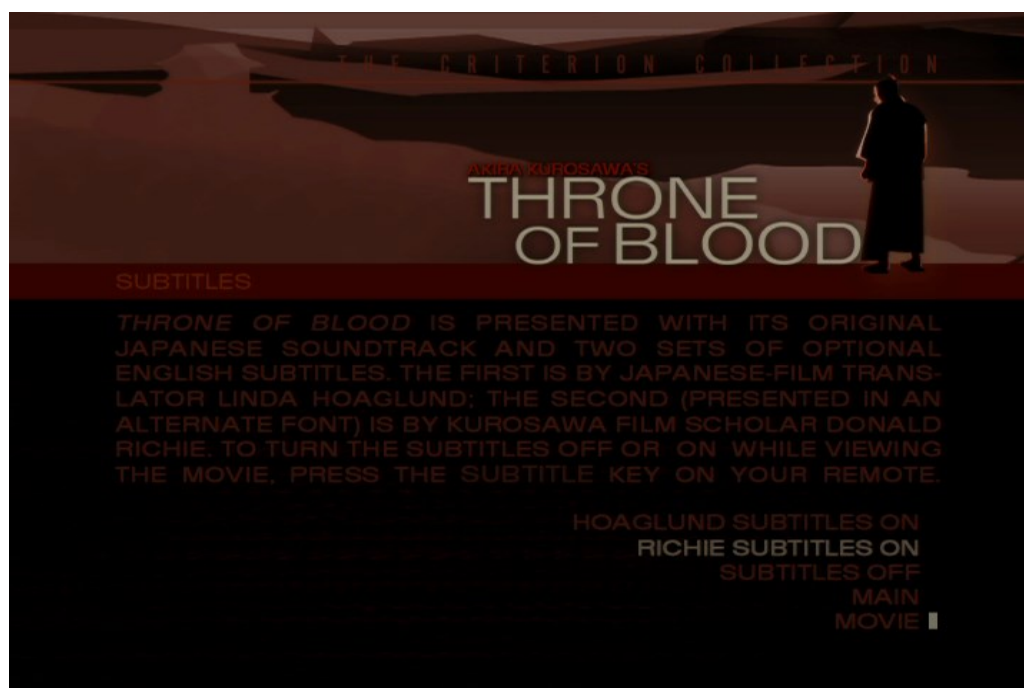 THE CRITERION COLLECTION
AKIRA KUROSAWA'S
THRONE
OF BLOOD
SUBTITLES
THRONE OF BLOOD IS PRESENTED WITH ITS ORIGINAL
JAPANESE SOUNDTRACK AND TWO SETS OF OPTIONAL
ENGLISH SUBTITLES. THE FIRST IS BY JAPANESE-FILM TRANS-
LATOR LINDA HOAGLUND; THE SECOND (PRESENTED IN AN
ALTERNATE FONT) IS BY KUROSAWA FILM SCHOLAR DONALD
RICHIE. TO TURN THE SUBTITLES OFF OR ON WHILE VIEWING
THE MOVIE, PRESS THE SUBTITLE KEY ON YOUR REMOTE.
HOAGLUND SUBTITLES ON
RICHIE SUBTITLES ON
SUBTITLES OFF
MAIN
MOVIE